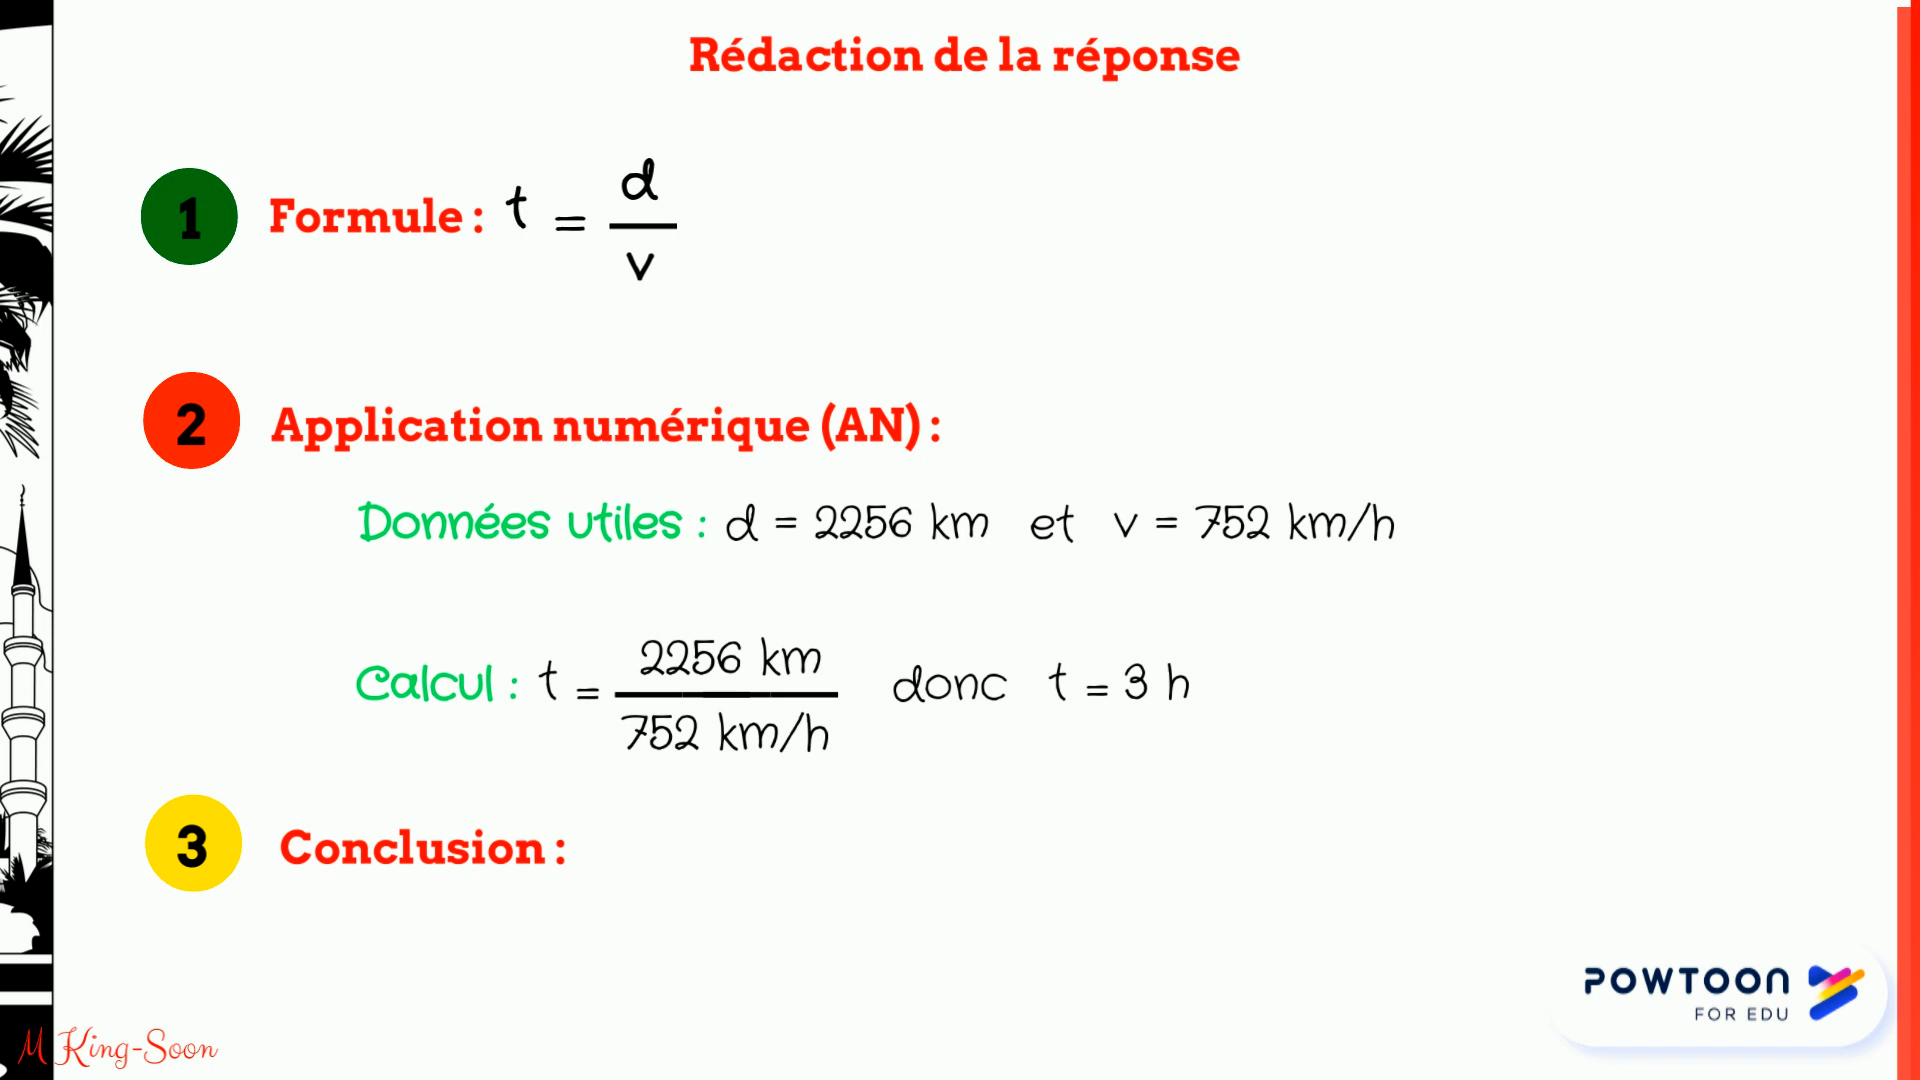 Rédaction de la réponse
1 Formule : t = d / v
2 Application numérique (AN) :
Données utiles : d = 2256 km et v = 752 km/h
Calcul : t = 2256 km / 752 km/h donc t = 3 h
3 Conclusion :
POWTOON
FOR EDU
M King-Soon